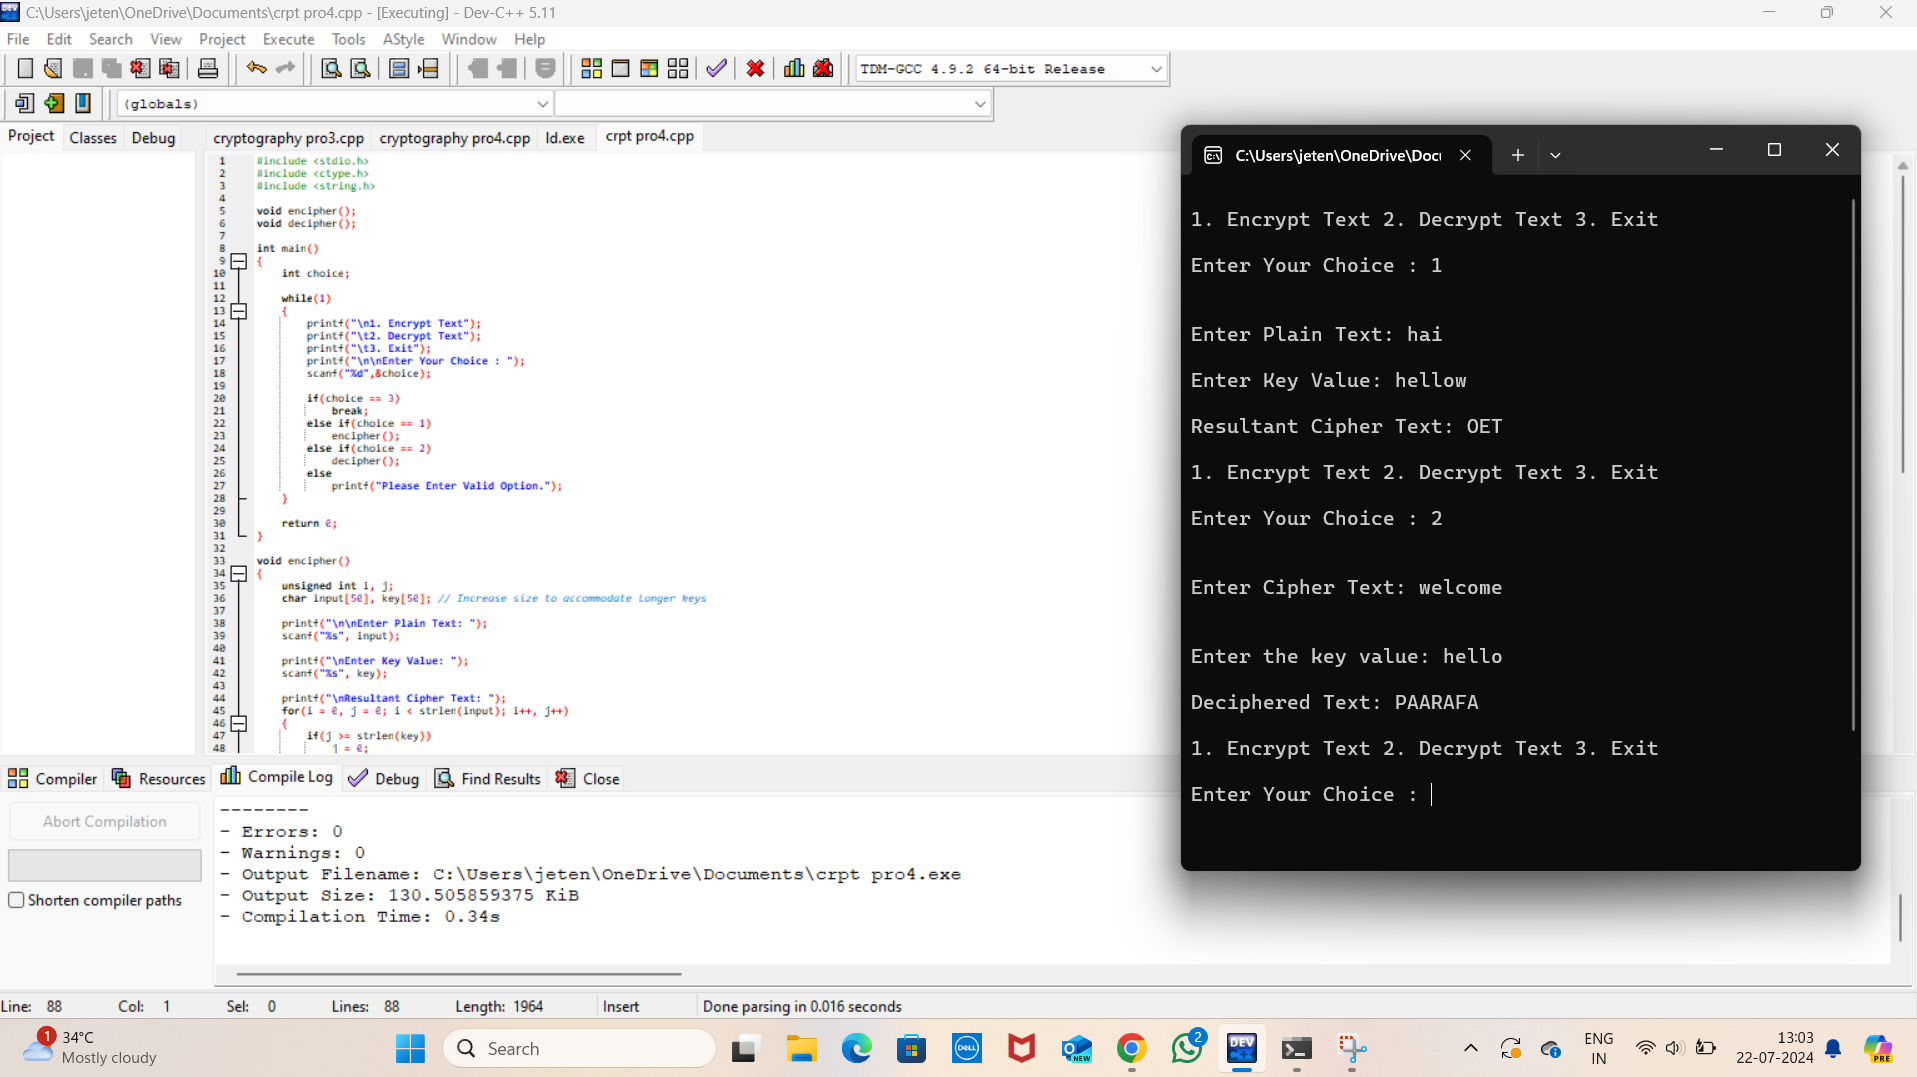 C:\Users\jeten\OneDrive\Documents\crpt pro4.cpp - [Executing] - Dev-C++ 5.11
File Edit Search View Project Execute Tools AStyle Window Help
TDM-GCC 4.9.2 64-bit Release
(globals)
Project Classes Debug
cryptography pro3.cpp cryptography pro4.cpp ld.exe crpt pro4.cpp
1 #include <stdio.h>
2 #include <ctype.h>
3 #include <string.h>
4
5 void encipher();
6 void decipher();
7
8 int main()
9 {
10 int choice;
11
12 while(1)
13 {
14 printf("\n1. Encrypt Text");
15 printf("\t2. Decrypt Text");
16 printf("\t3. Exit");
17 printf("\n\nEnter Your Choice : ");
18 scanf("%d",&choice);
19
20 if(choice == 3)
21 break;
22 else if(choice == 1)
23 encipher();
24 else if(choice == 2)
25 decipher();
26 else
27 printf("Please Enter Valid Option.");
28 }
29
30 return 0;
31 }
32
33 void encipher()
34 {
35 unsigned int i, j;
36 char input[50], key[50]; // Increase size to accommodate longer keys
37
38 printf("\n\nEnter Plain Text: ");
39 scanf("%s", input);
40
41 printf("\nEnter Key Value: ");
42 scanf("%s", key);
43
44 printf("\nResultant Cipher Text: ");
45 for(i = 0, j = 0; i < strlen(input); i++, j++)
46 {
47 if(j >= strlen(key))
48 j = 0;
C:\Users\jeten\OneDrive\Docu
1. Encrypt Text 2. Decrypt Text 3. Exit
Enter Your Choice : 1
Enter Plain Text: hai
Enter Key Value: hellow
Resultant Cipher Text: OET
1. Encrypt Text 2. Decrypt Text 3. Exit
Enter Your Choice : 2
Enter Cipher Text: welcome
Enter the key value: hello
Deciphered Text: PAARAFA
1. Encrypt Text 2. Decrypt Text 3. Exit
Enter Your Choice :
Compiler Resources Compile Log Debug Find Results Close
Abort Compilation
Shorten compiler paths
--------
- Errors: 0
- Warnings: 0
- Output Filename: C:\Users\jeten\OneDrive\Documents\crpt pro4.exe
- Output Size: 130.505859375 KiB
- Compilation Time: 0.34s
Line: 88 Col: 1 Sel: 0 Lines: 88 Length: 1964 Insert Done parsing in 0.016 seconds
1
34°C
Mostly cloudy
Search
DELL
NEW
2
DEV
C++
ENG
IN
13:03
22-07-2024
PRE